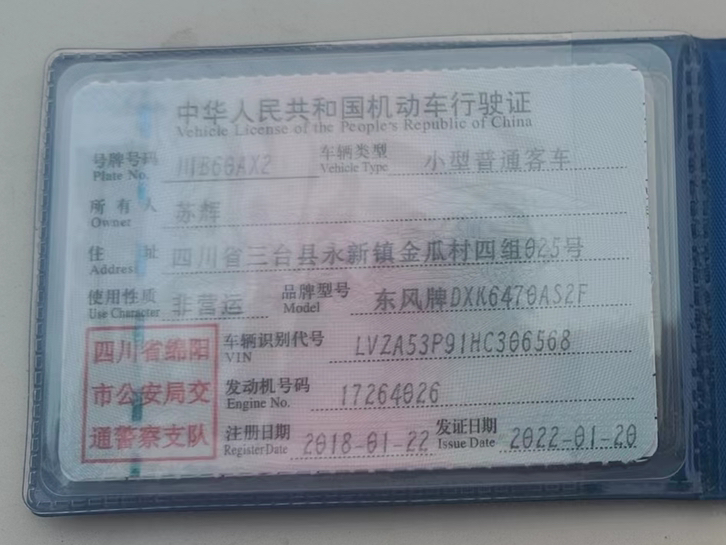 中华人民共和国机动车行驶证
Vehicle License of the People's Republic of China
号牌号码 川B60AX2 车辆类型 小型普通客车
Plate No. Vehicle Type
所有人 苏辉
Owner
住址 四川省三台县永新镇金瓜村四组025号
Address
使用性质 非营运 品牌型号 东风牌DXK6470AS2F
Use Character Model
四川省绵阳
市公安局交
通警察支队
车辆识别代号 LVZA53P91HC306568
VIN
发动机号码 17264026
Engine No.
注册日期 2018-01-22 发证日期 2022-01-20
Register Date Issue Date